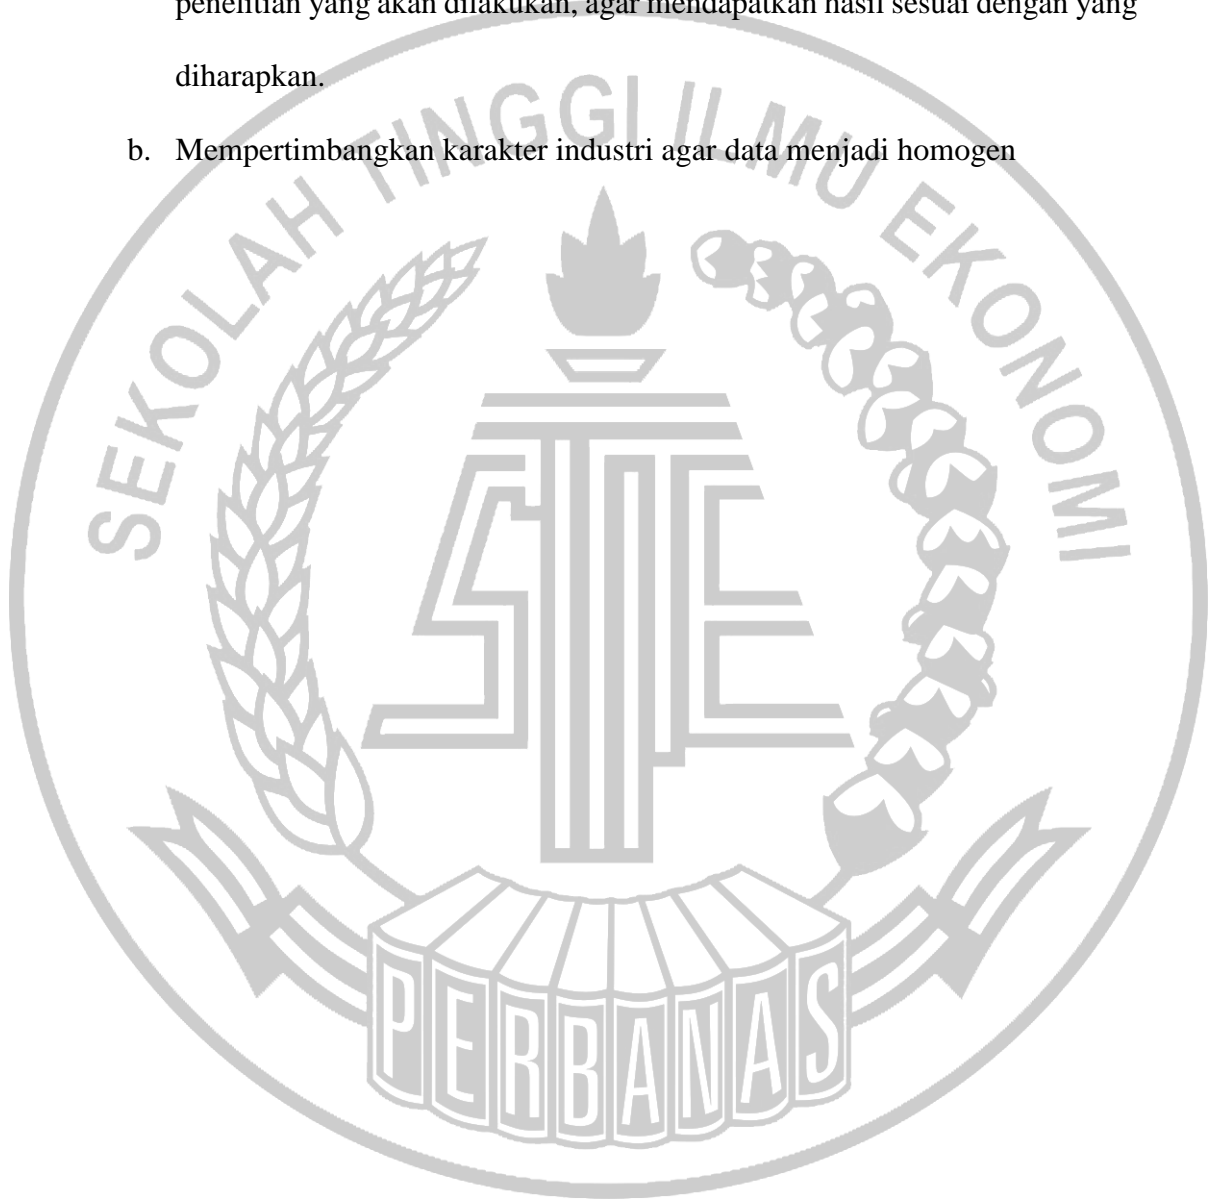 penelitian yang akan dilakukan, agar mendapatkan hasil sesuai dengan yang
diharapkan.
b. Mempertimbangkan karakter industri agar data menjadi homogen
SEKOLAH TINGGI ILMU EKONOMI
STIE
PERBANAS